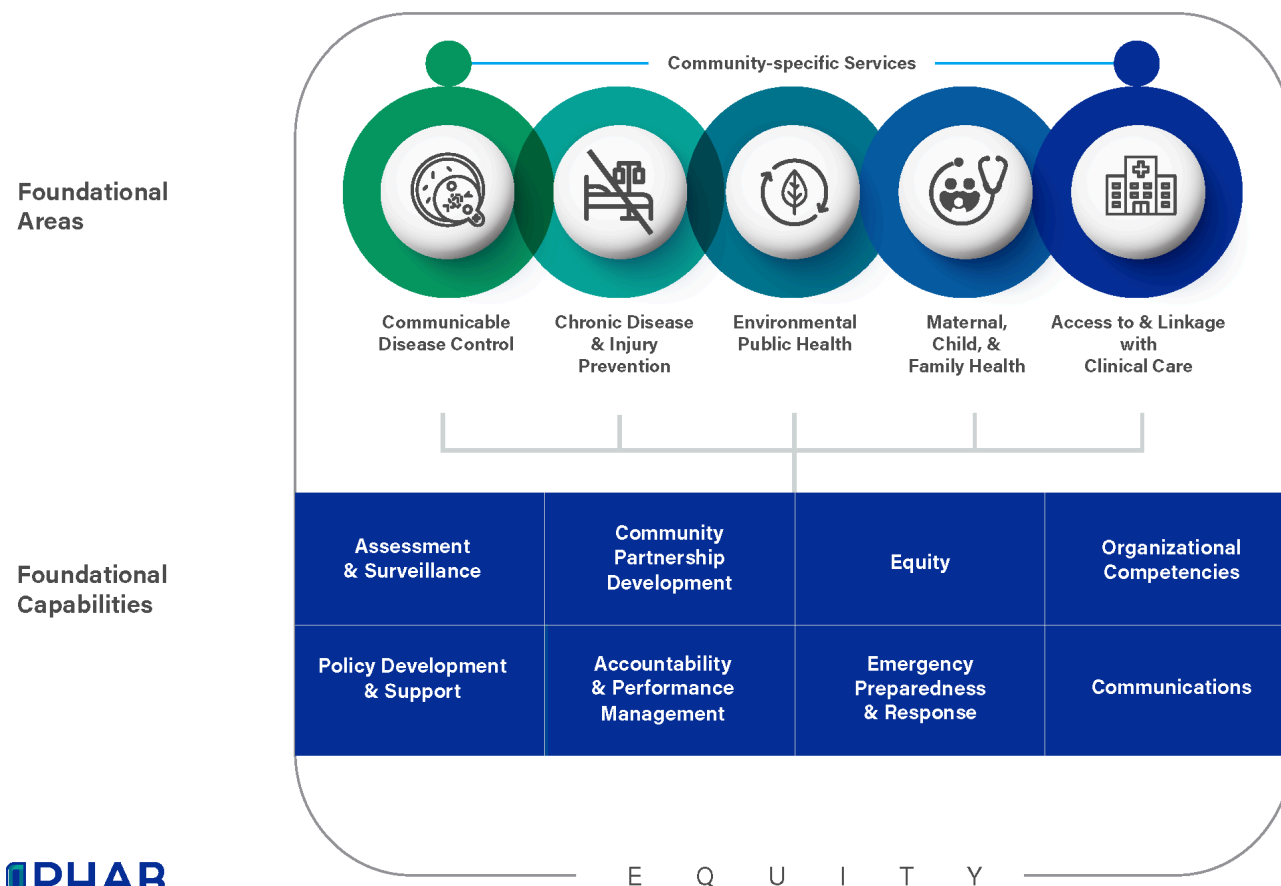 Community-specific Services
Foundational
Areas
Communicable
Disease Control
Chronic Disease
& Injury
Prevention
Environmental
Public Health
Maternal,
Child, &
Family Health
Access to & Linkage
with
Clinical Care
Foundational
Capabilities
Assessment
& Surveillance
Community
Partnership
Development
Equity
Organizational
Competencies
Policy Development
& Support
Accountability
& Performance
Management
Emergency
Preparedness
& Response
Communications
PHAB
E Q U I T Y